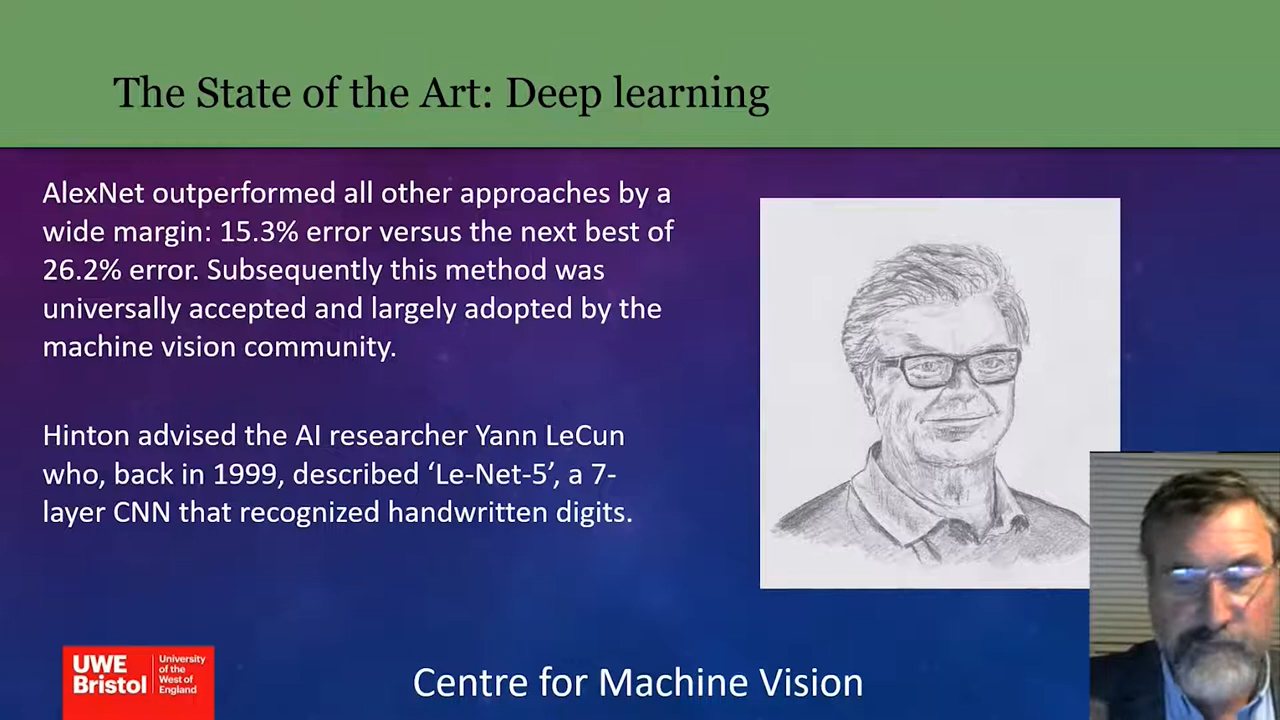 The State of the Art: Deep learning
AlexNet outperformed all other approaches by a
wide margin: 15.3% error versus the next best of
26.2% error. Subsequently this method was
universally accepted and largely adopted by the
machine vision community.
Hinton advised the AI researcher Yann LeCun
who, back in 1999, described ‘Le-Net-5’, a 7-
layer CNN that recognized handwritten digits.
UWE
Bristol
University
of the
West of
England
Centre for Machine Vision